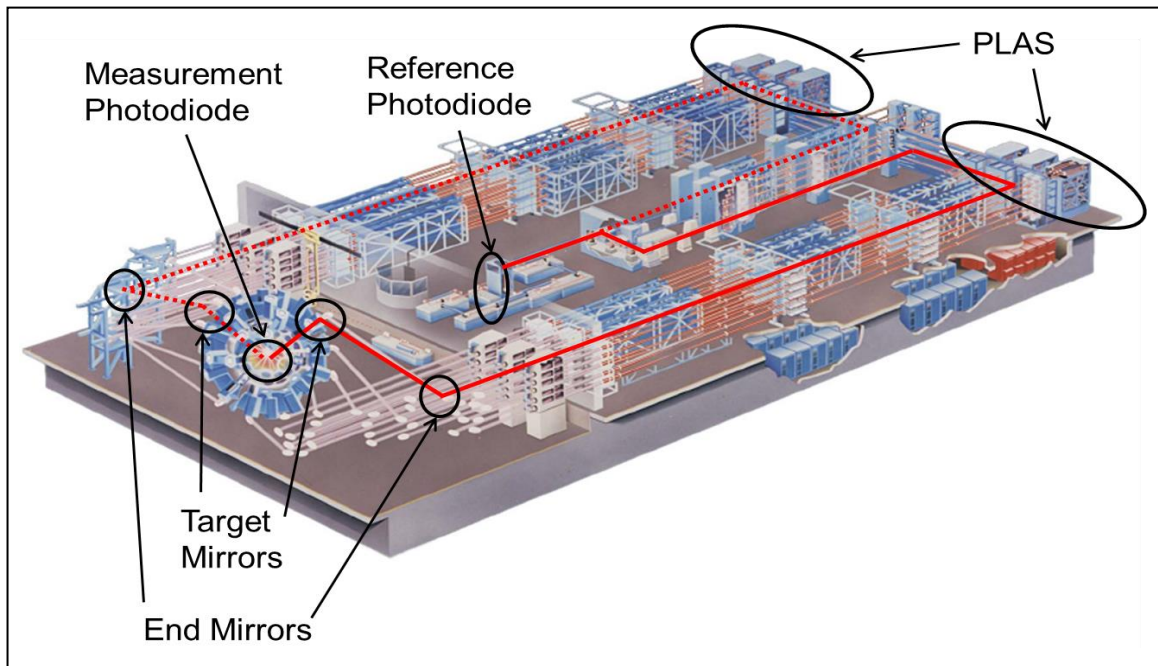 Measurement
Photodiode
Reference
Photodiode
PLAS
Target
Mirrors
End Mirrors